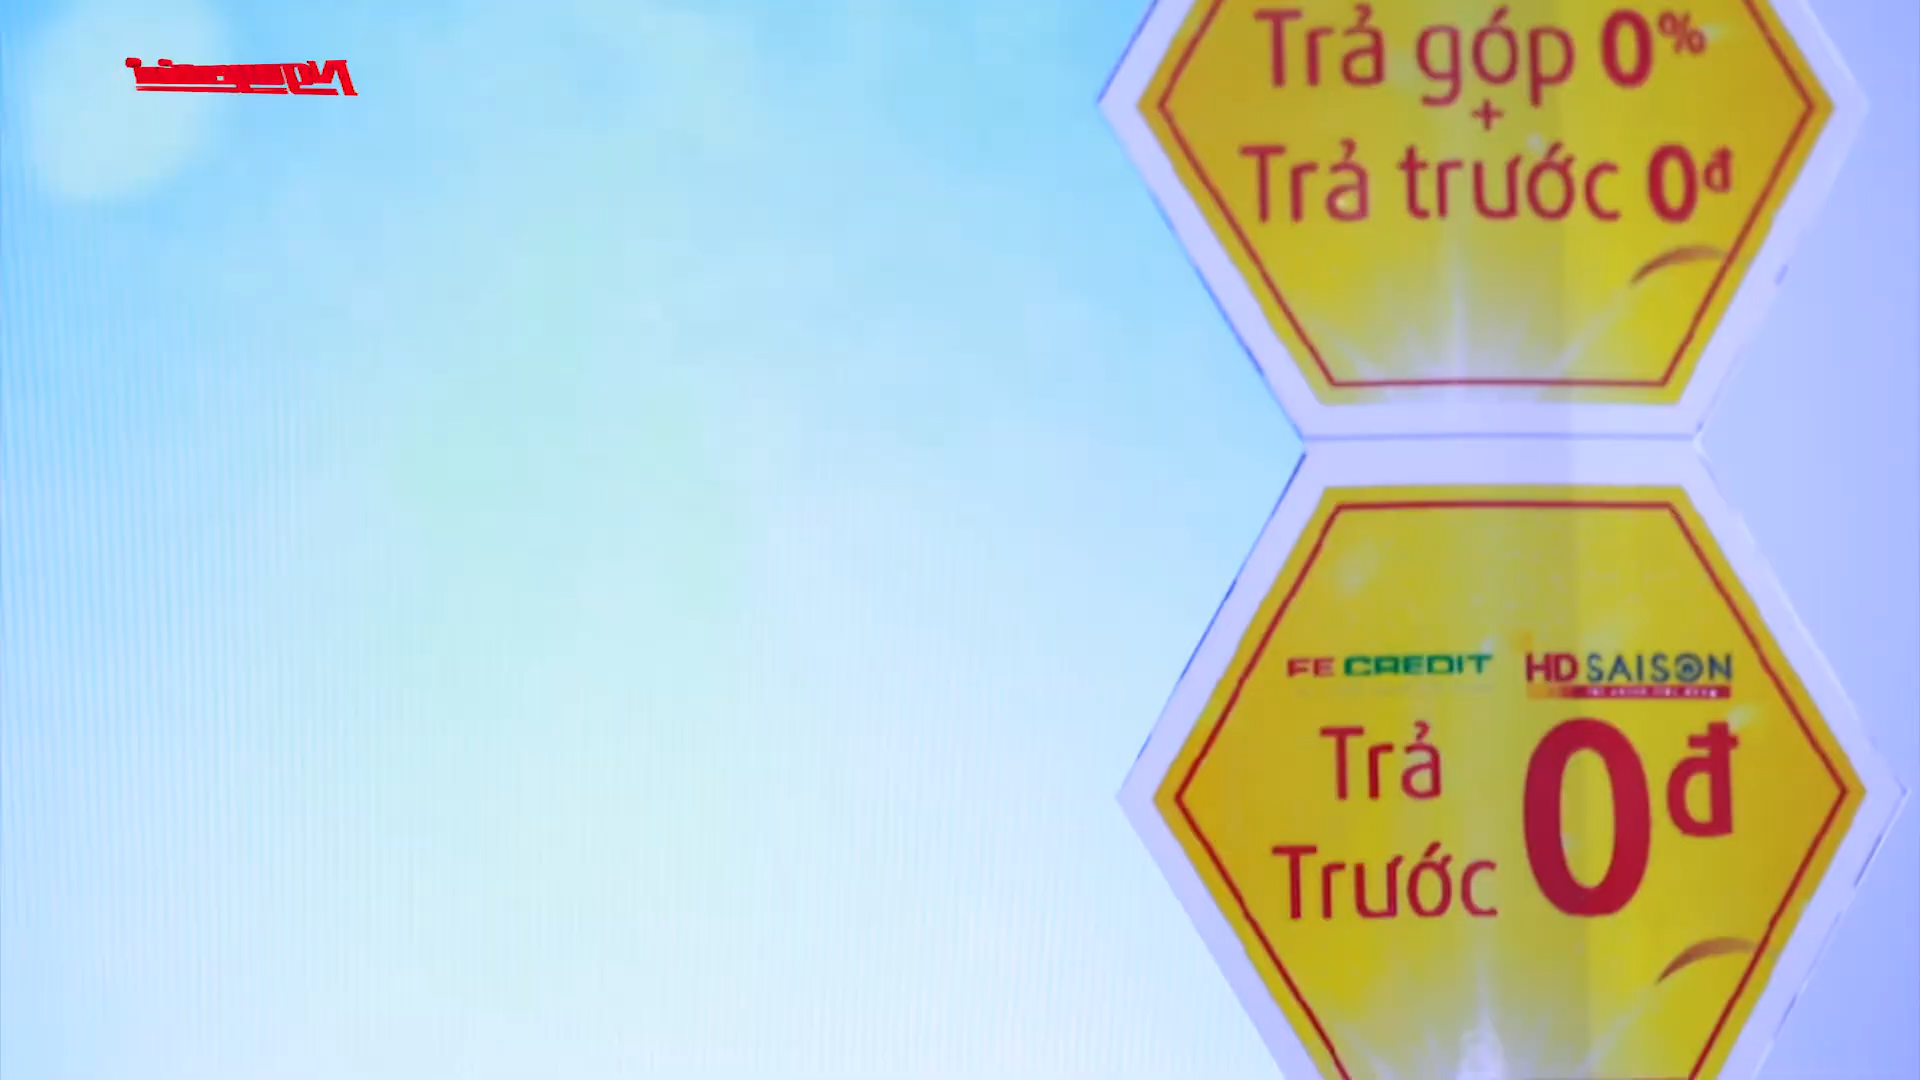 Trả góp 0%
+
Trả trước 0đ
FE CREDIT
HD SAISON
Trả
Trước
0đ